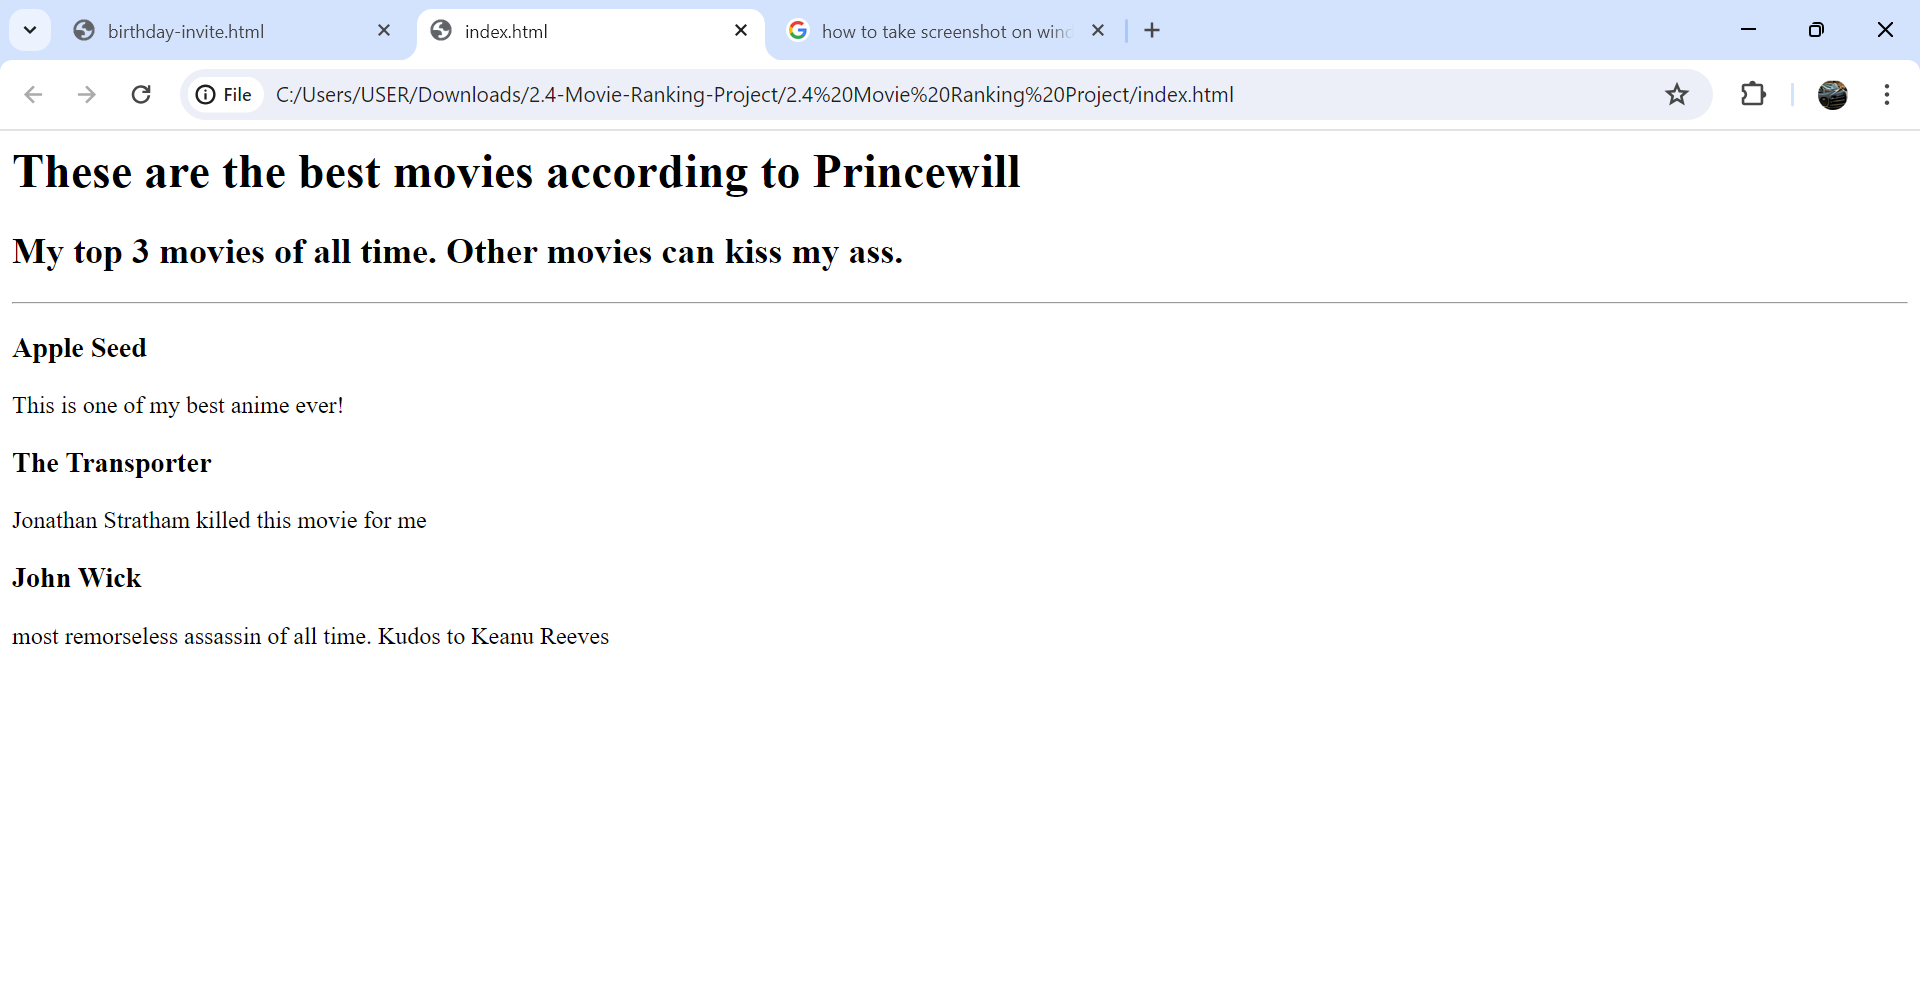 birthday-invite.html
index.html
how to take screenshot on wind
File
C:/Users/USER/Downloads/2.4-Movie-Ranking-Project/2.4%20Movie%20Ranking%20Project/index.html
These are the best movies according to Princewill
My top 3 movies of all time. Other movies can kiss my ass.
Apple Seed
This is one of my best anime ever!
The Transporter
Jonathan Stratham killed this movie for me
John Wick
most remorseless assassin of all time. Kudos to Keanu Reeves